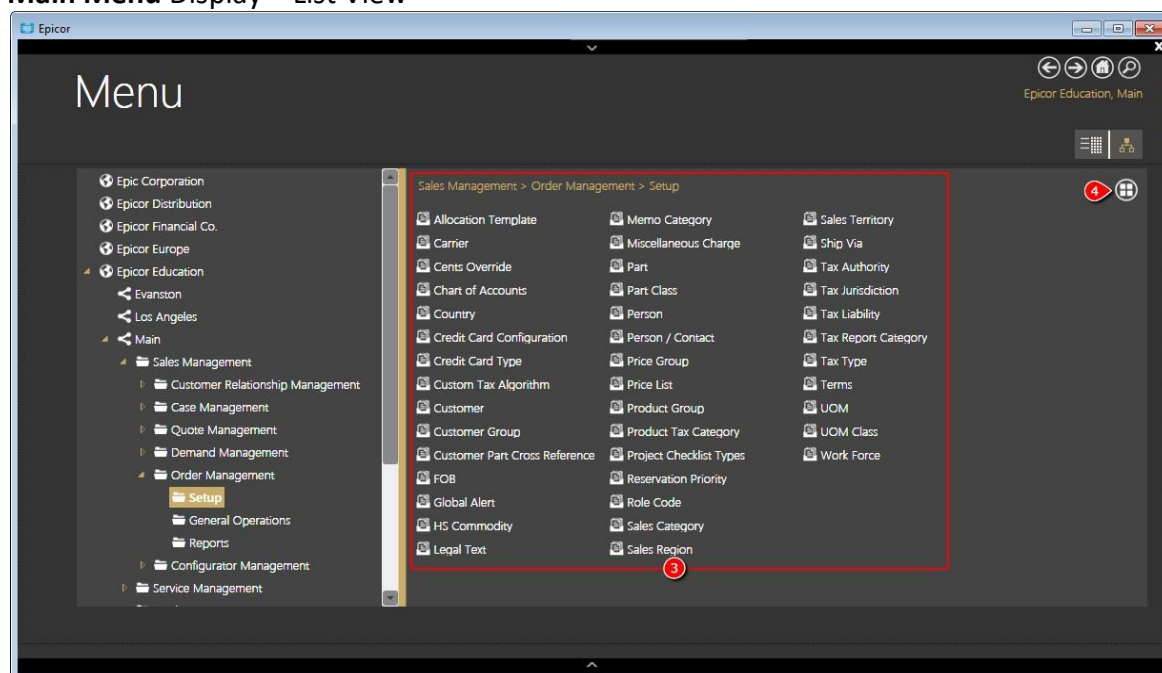 Main Menu Display – List View
Epicor
Menu
Epicor Education, Main
Epic Corporation
Epicor Distribution
Epicor Financial Co.
Epicor Europe
Epicor Education
Evanston
Los Angeles
Main
Sales Management
Customer Relationship Management
Case Management
Quote Management
Demand Management
Order Management
Setup
General Operations
Reports
Configurator Management
Service Management
Sales Management > Order Management > Setup
4
Allocation Template Memo Category Sales Territory
Carrier Miscellaneous Charge Ship Via
Cents Override Part Tax Authority
Chart of Accounts Part Class Tax Jurisdiction
Country Person Tax Liability
Credit Card Configuration Person / Contact Tax Report Category
Credit Card Type Price Group Tax Type
Custom Tax Algorithm Price List Terms
Customer Product Group UOM
Customer Group Product Tax Category UOM Class
Customer Part Cross Reference Project Checklist Types Work Force
FOB Reservation Priority
Global Alert Role Code
HS Commodity Sales Category
Legal Text Sales Region
3